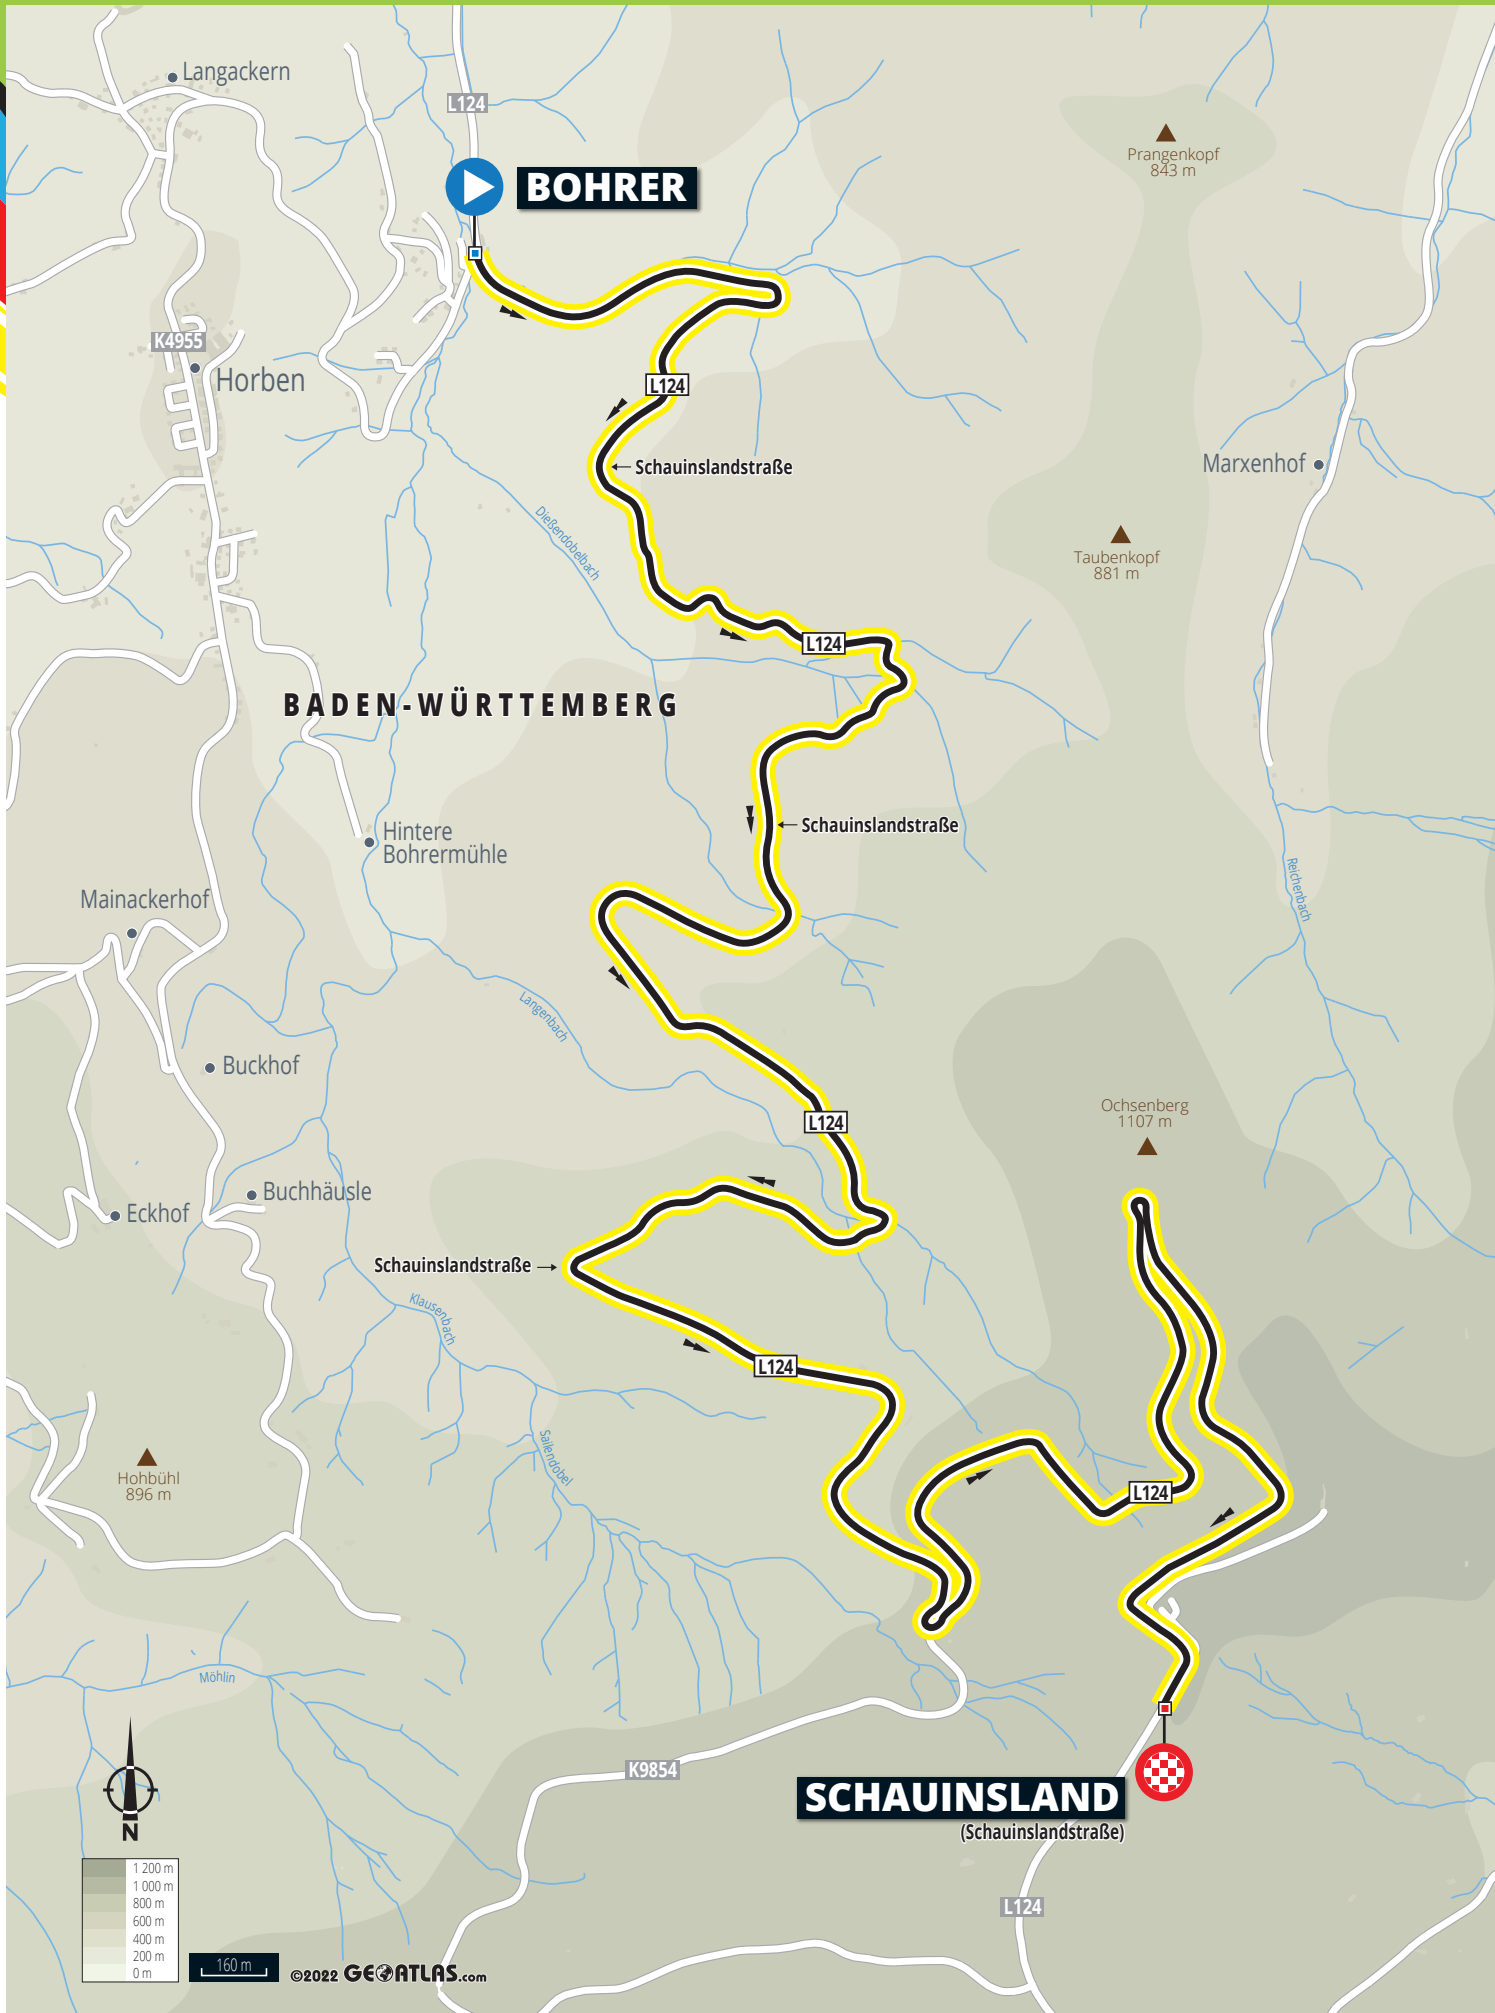 Langackern
L124
BOHRER
Prangenkopf
843 m
K4955
Horben
L124
Schauinslandstraße
Marxenhof
Dießendobelbach
Taubenkopf
881 m
L124
BADEN-WÜRTTEMBERG
Schauinslandstraße
Hintere
Bohrermühle
Reichenbach
Mainackerhof
Langenbach
Buckhof
L124
Ochsenberg
1107 m
Buchhäusle
Eckhof
Schauinslandstraße
Klausenbach
L124
Sailendobel
Hohbühl
896 m
L124
Möhlin
K9854
SCHAUINSLAND
(Schauinslandstraße)
N
1 200 m
1 000 m
800 m
600 m
400 m
200 m
0 m
L124
160 m
©2022 GEOATLAS.com